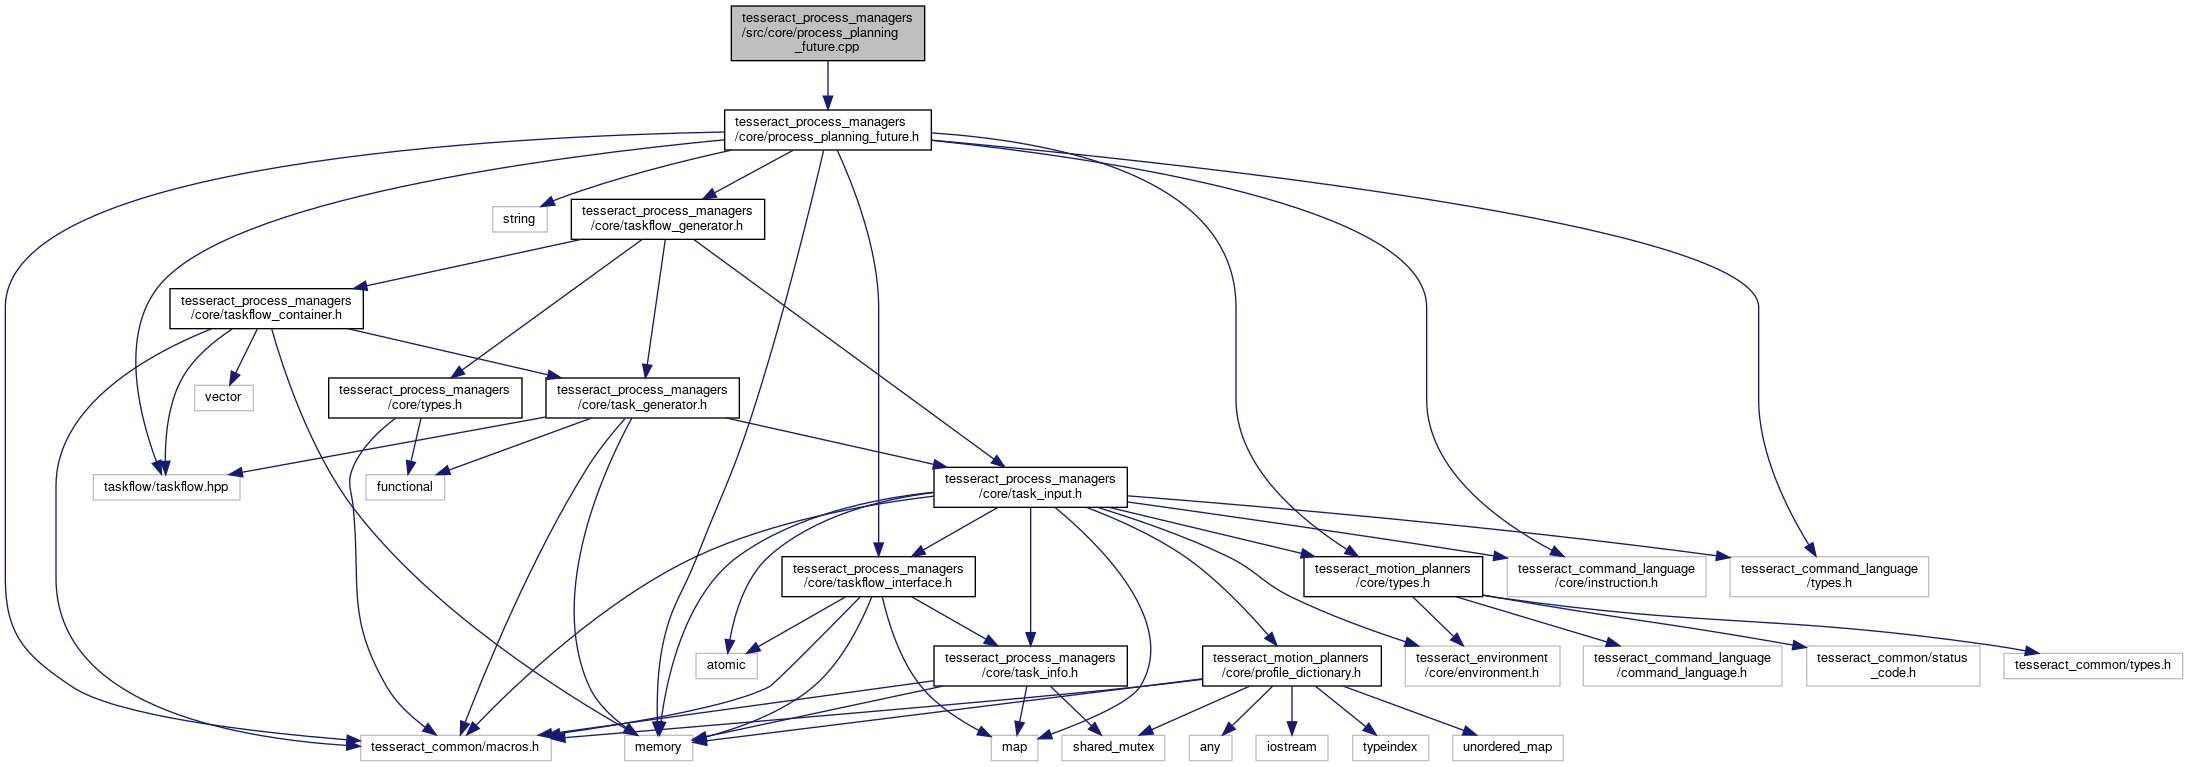 tesseract_process_managers
/src/core/process_planning
_future.cpp
tesseract_process_managers
/core/process_planning_future.h
string
tesseract_process_managers
/core/taskflow_generator.h
tesseract_process_managers
/core/taskflow_container.h
vector
tesseract_process_managers
/core/types.h
tesseract_process_managers
/core/task_generator.h
taskflow/taskflow.hpp
functional
tesseract_process_managers
/core/task_input.h
tesseract_process_managers
/core/taskflow_interface.h
tesseract_motion_planners
/core/types.h
tesseract_command_language
/core/instruction.h
tesseract_command_language
/types.h
atomic
tesseract_process_managers
/core/task_info.h
tesseract_motion_planners
/core/profile_dictionary.h
tesseract_environment
/core/environment.h
tesseract_command_language
/command_language.h
tesseract_common/status
_code.h
tesseract_common/types.h
tesseract_common/macros.h
memory
map
shared_mutex
any
iostream
typeindex
unordered_map